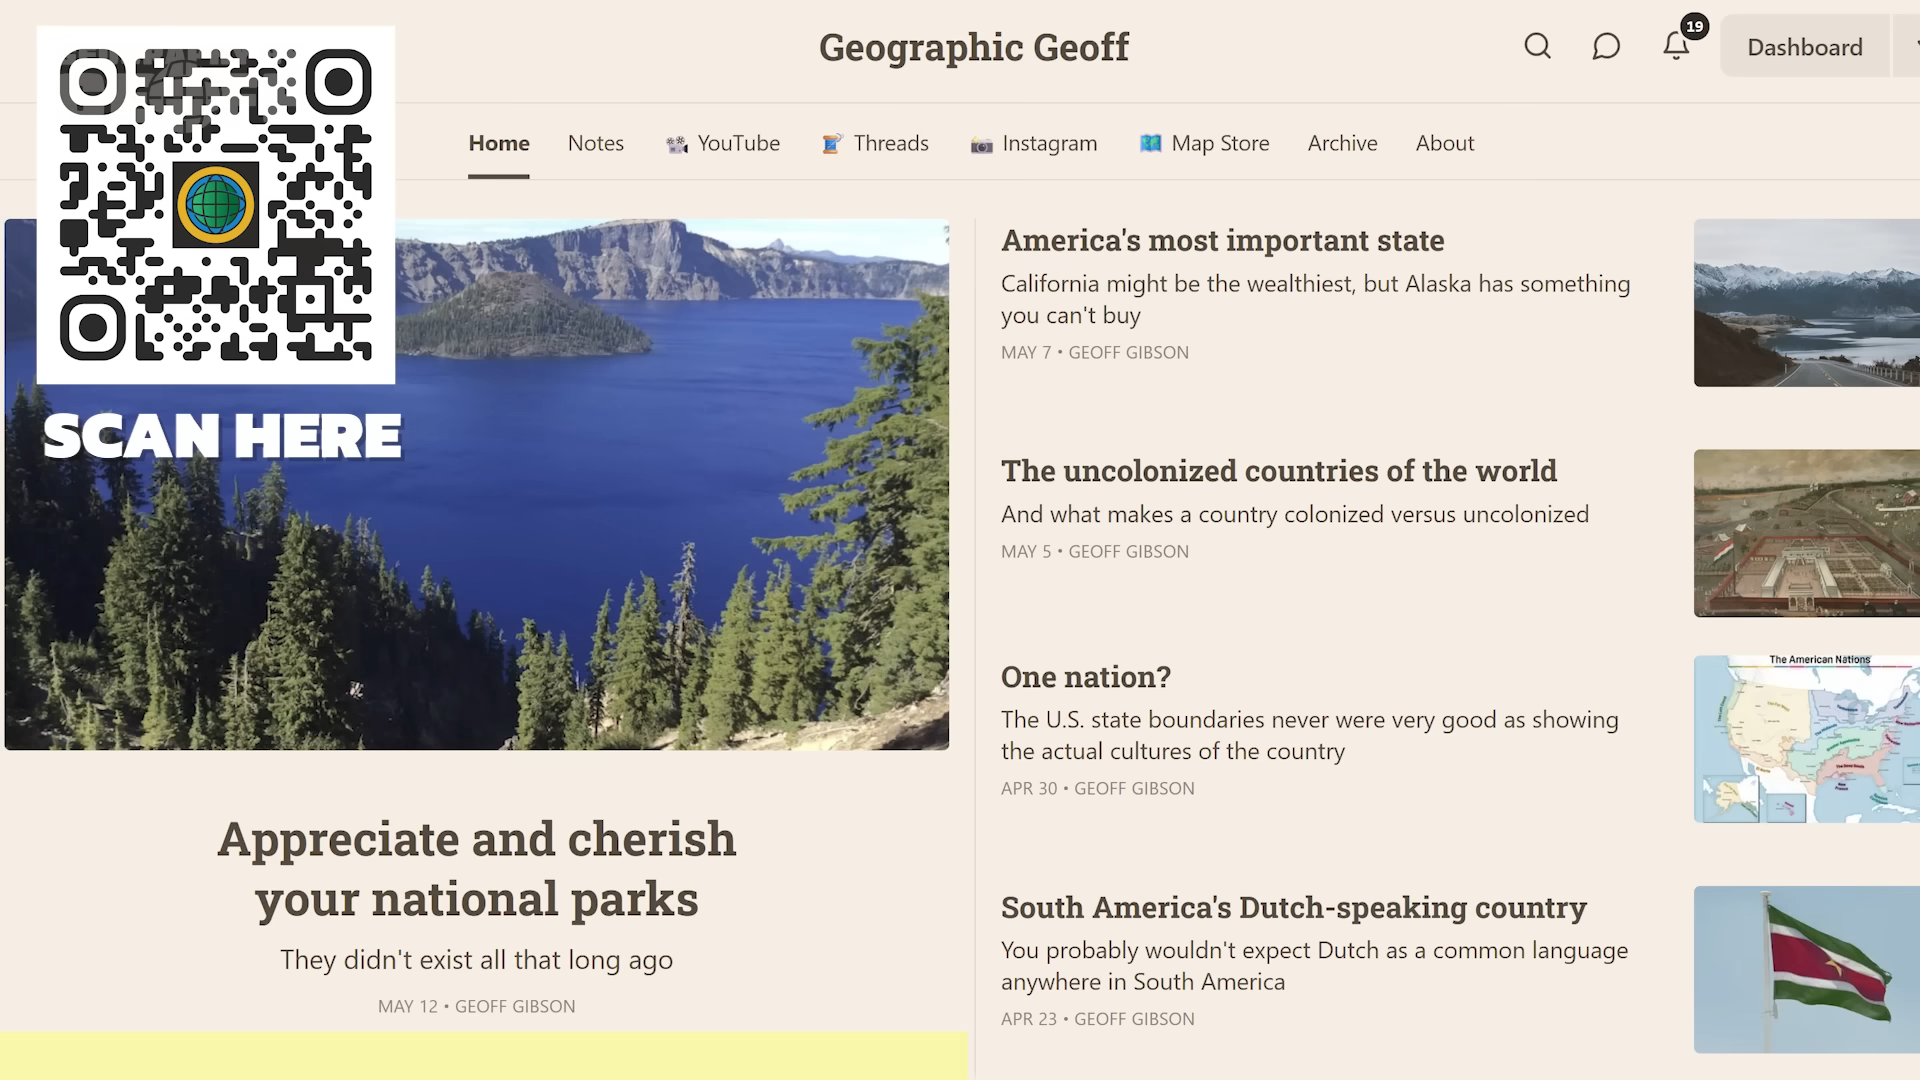 Geographic Geoff
19
Dashboard
Home
Notes
YouTube
Threads
Instagram
Map Store
Archive
About
SCAN HERE
Appreciate and cherish
your national parks
They didn't exist all that long ago
MAY 12 • GEOFF GIBSON
America's most important state
California might be the wealthiest, but Alaska has something
you can't buy
MAY 7 • GEOFF GIBSON
The uncolonized countries of the world
And what makes a country colonized versus uncolonized
MAY 5 • GEOFF GIBSON
One nation?
The U.S. state boundaries never were very good as showing
the actual cultures of the country
APR 30 • GEOFF GIBSON
The American Nations
South America's Dutch-speaking country
You probably wouldn't expect Dutch as a common language
anywhere in South America
APR 23 • GEOFF GIBSON